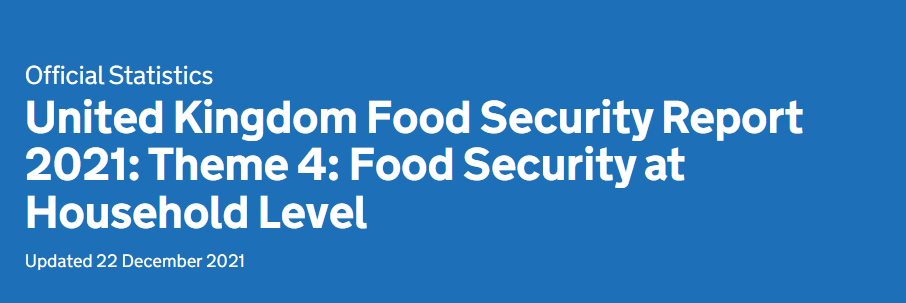 Official Statistics
United Kingdom Food Security Report
2021: Theme 4: Food Security at
Household Level
Updated 22 December 2021